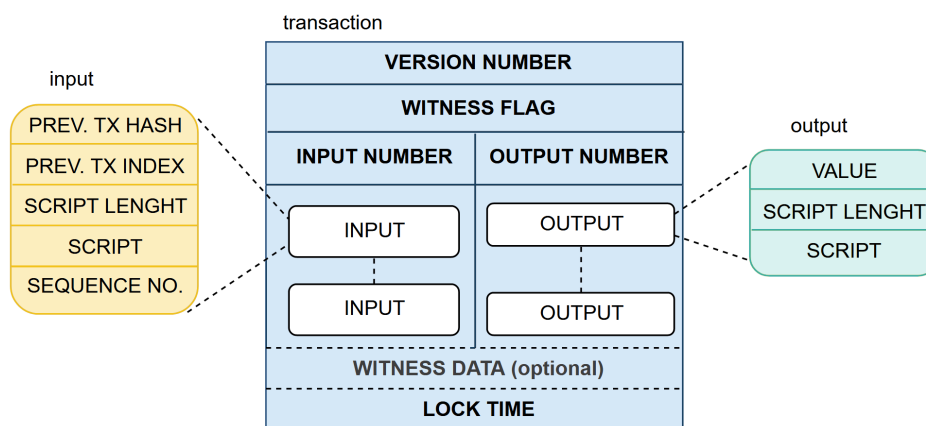 transaction
VERSION NUMBER
WITNESS FLAG
INPUT NUMBER
OUTPUT NUMBER
INPUT
INPUT
OUTPUT
OUTPUT
WITNESS DATA (optional)
LOCK TIME
input
PREV. TX HASH
PREV. TX INDEX
SCRIPT LENGHT
SCRIPT
SEQUENCE NO.
output
VALUE
SCRIPT LENGHT
SCRIPT